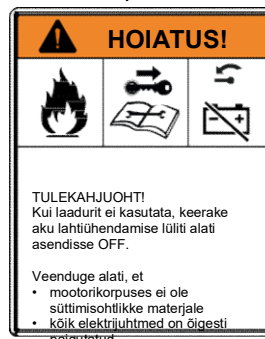 HOIATUS!
TULEKAHJUOHT!
Kui laadurit ei kasutata, keerake
aku lahtiühendamise lüliti alati
asendisse OFF.
Veenduge alati, et
• mootorikorpuses ei ole
süttimisohtlikke materjale
• kõik elektrijuhtmed on õigesti